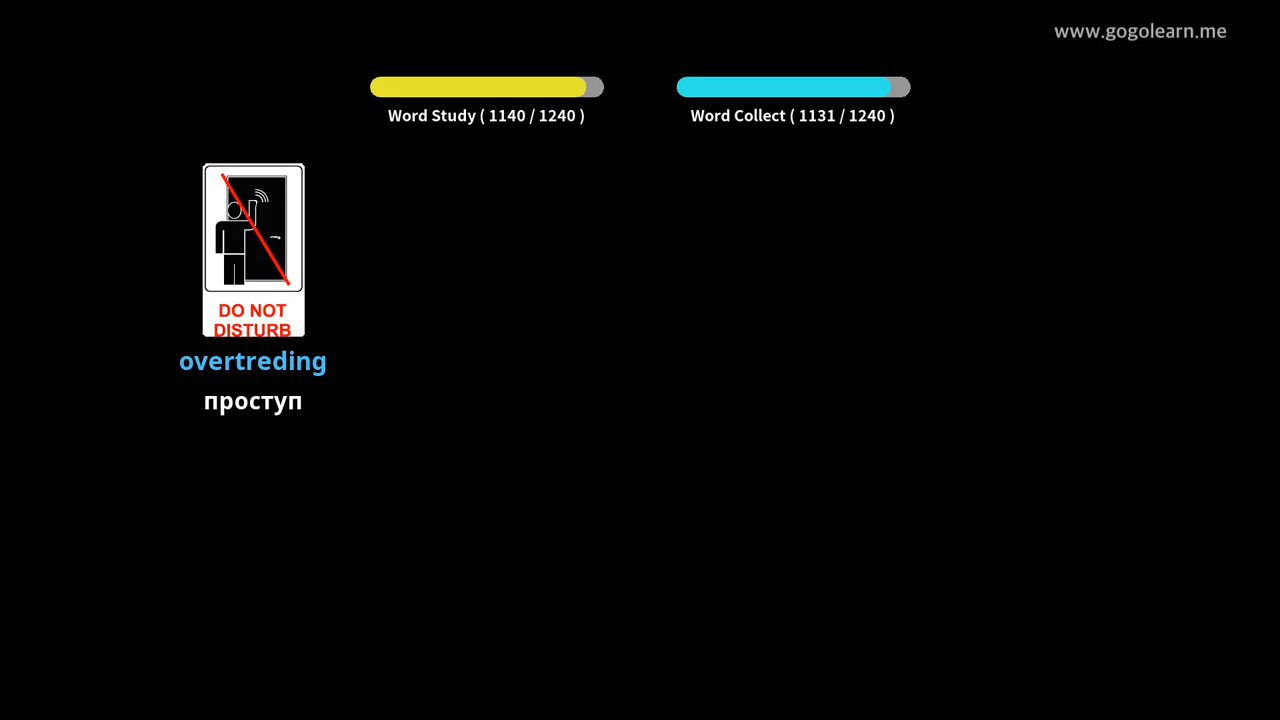 www.gogolearn.me
Word Study ( 1140 / 1240 )
Word Collect ( 1131 / 1240 )
DO NOT
DISTURB
overtreding
проступ